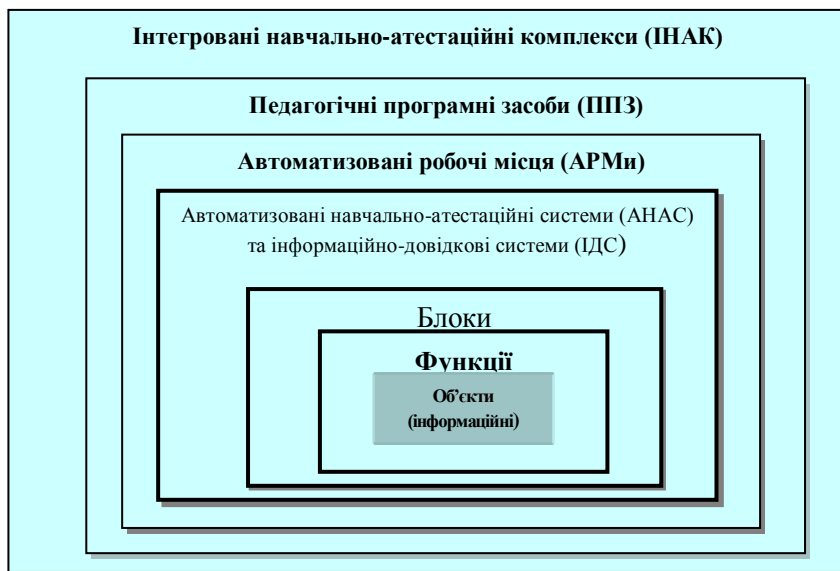 Інтегровані навчально-атестаційні комплекси (ІНАК)
Педагогічні програмні засоби (ППЗ)
Автоматизовані робочі місця (АРМи)
Автоматизовані навчально-атестаційні системи (АНАС)
та інформаційно-довідкові системи (ІДС)
Блоки
Функції
Об'єкти
(інформаційні)